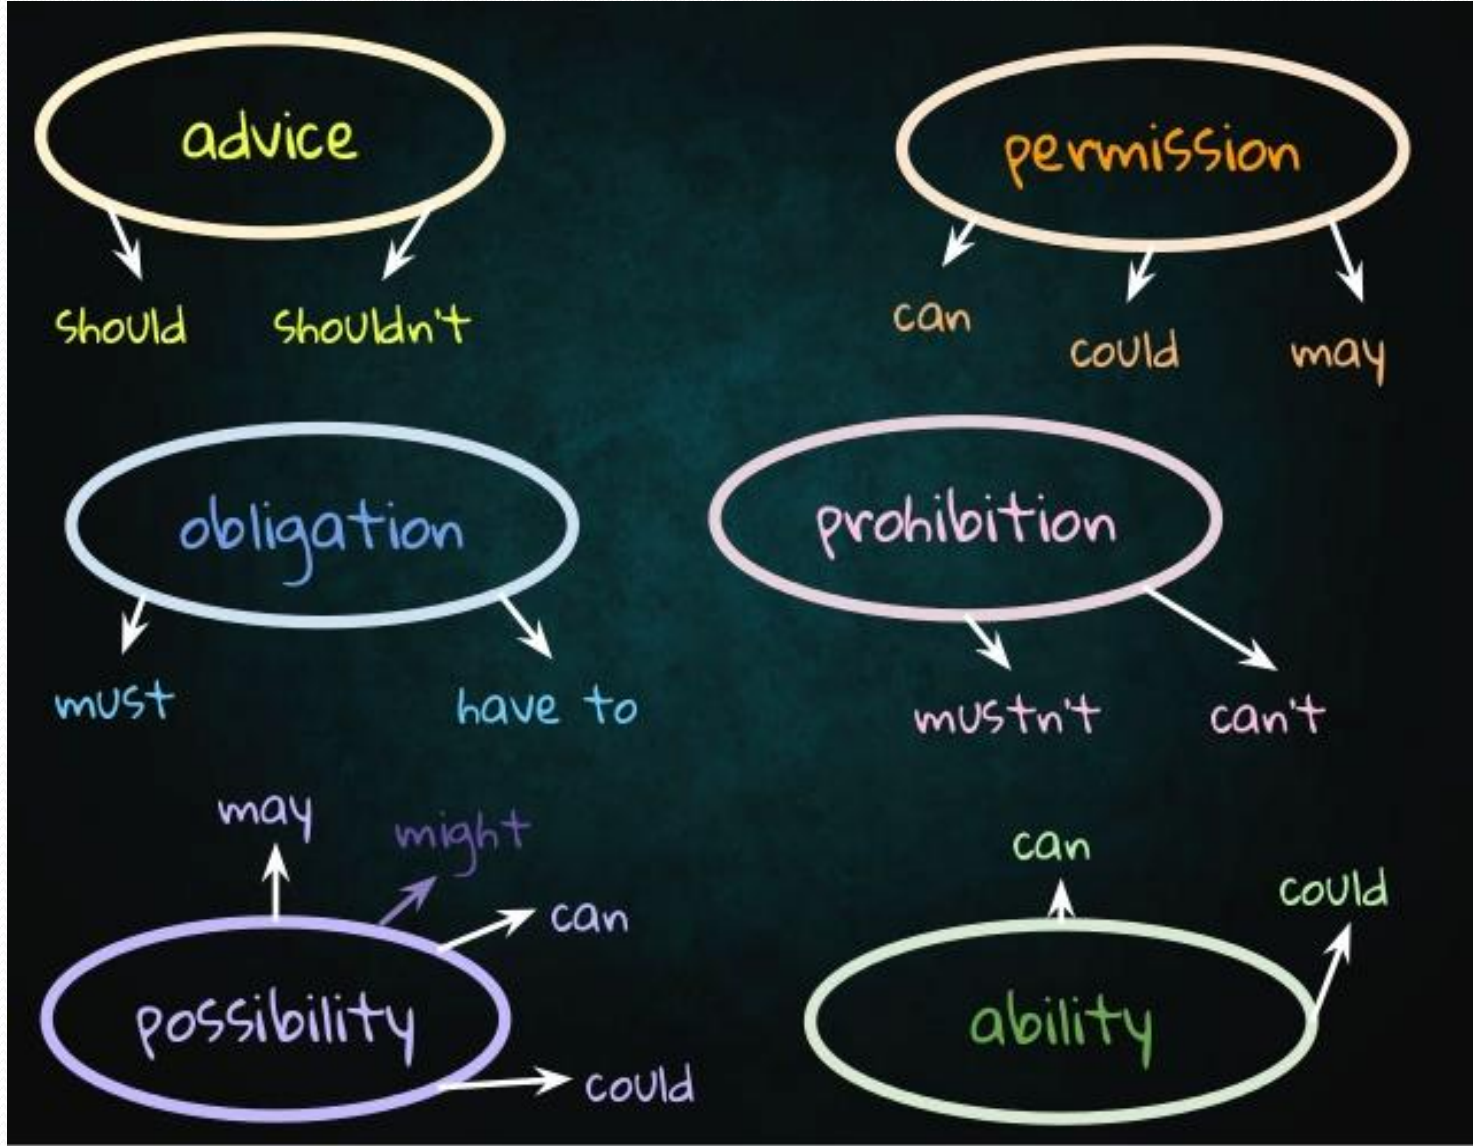 advice
should
shouldn't
permission
can
could
may
obligation
must
have to
prohibition
mustn't
can't
may
might
can
possibility
could
can
could
ability